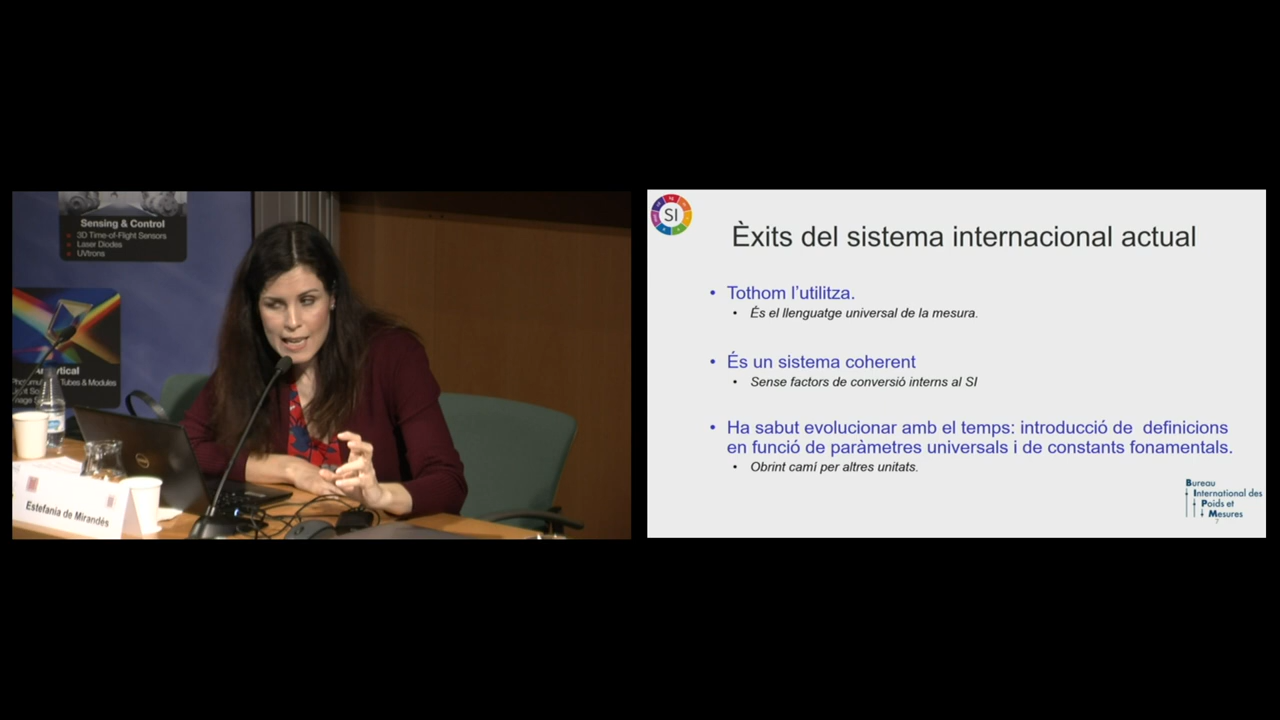 Sensing & Control
3D Time-of-Flight Sensors
Laser Diodes
UVtrons
Tubes & Modules
Estefania de Mirandés
SI
Èxits del sistema internacional actual
• Tothom l'utilitza.
• És el llenguatge universal de la mesura.
• És un sistema coherent
• Sense factors de conversió interns al SI
• Ha sabut evolucionar amb el temps: introducció de definicions
en funció de paràmetres universals i de constants fonamentals.
• Obrint camí per altres unitats.
Bureau
International des
Poids et
Mesures
7